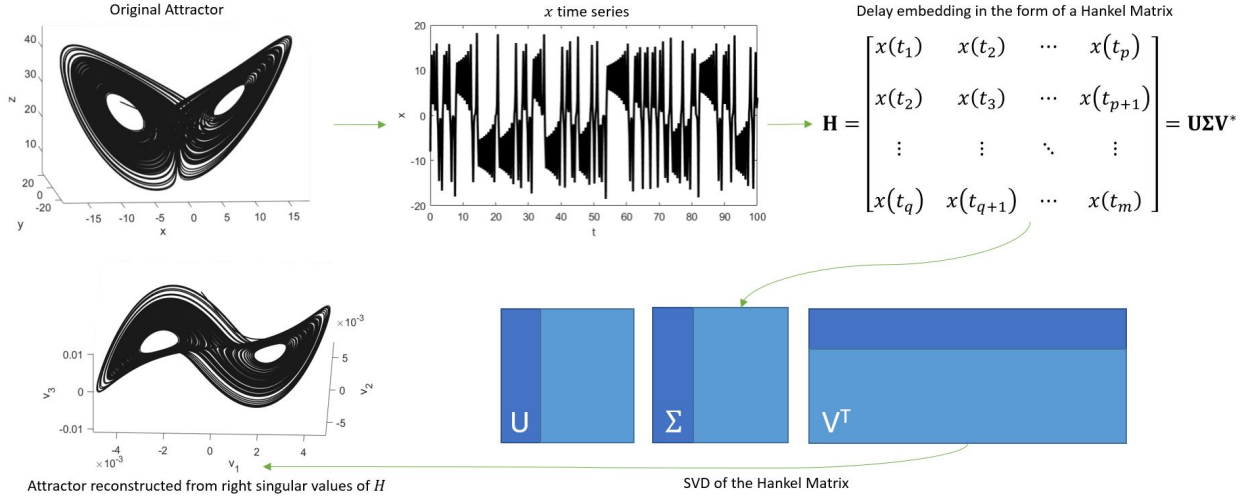 Original Attractor
x time series
Delay embedding in the form of a Hankel Matrix
40
30
20
10
z
20
0
-20
y
-15
-10
-5
0
5
10
15
x
20
10
0
-10
-20
x
0
10
20
30
40
50
60
70
80
90
100
t
H = [ x(t₁) x(t₂) ⋯ x(tₚ)
x(t₂) x(t₃) ⋯ x(tₚ₊₁)
⋮ ⋮ ⋱ ⋮
x(t_q) x(t_{q+1}) ⋯ x(t_m) ] = UΣV*
0.01
0
-0.01
v₃
-4
-2
0
2
4
× 10⁻³
v₁
× 10⁻³
5
0
-5
v₂
U
Σ
Vᵀ
Attractor reconstructed from right singular values of H
SVD of the Hankel Matrix